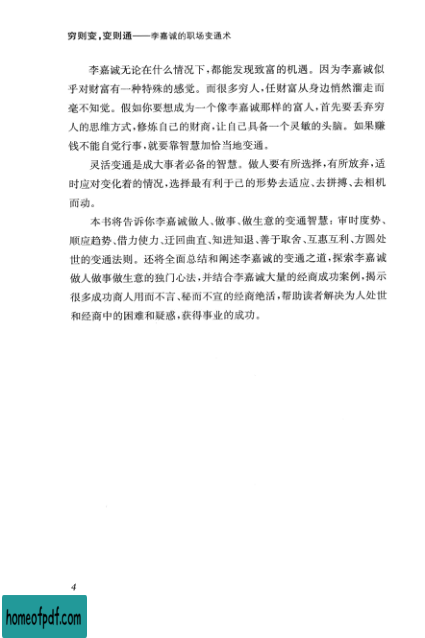 穷则变,变则通——李嘉诚的职场变通术
李嘉诚无论在什么情况下,都能发现致富的机遇。因为李嘉诚似
乎对财富有一种特殊的感觉。而很多穷人,任财富从身边悄然溜走而
毫不知觉。假如你要想成为一个像李嘉诚那样的富人,首先要丢弃穷
人的思维方式,修炼自己的财商,让自己具备一个灵敏的头脑。如果赚
钱不能自觉行事,就要靠智慧加恰当地变通。
灵活变通是成大事者必备的智慧。做人要有所选择,有所放弃,适
时应对变化着的情况,选择最有利于己的形势去适应、去拼搏、去相机
而动。
本书将告诉你李嘉诚做人、做事、做生意的变通智慧:审时度势、
顺应趋势、借力使力、迂回曲直、知进知退、善于取舍、互惠互利、方圆处
世的变通法则。还将全面总结和阐述李嘉诚的变通之道,探索李嘉诚
做人做事做生意的独门心法,并结合李嘉诚大量的经商成功案例,揭示
很多成功商人用而不言、秘而不宣的经商绝活,帮助读者解决为人处世
和经商中的困难和疑惑,获得事业的成功。
4
homeofpdf.com